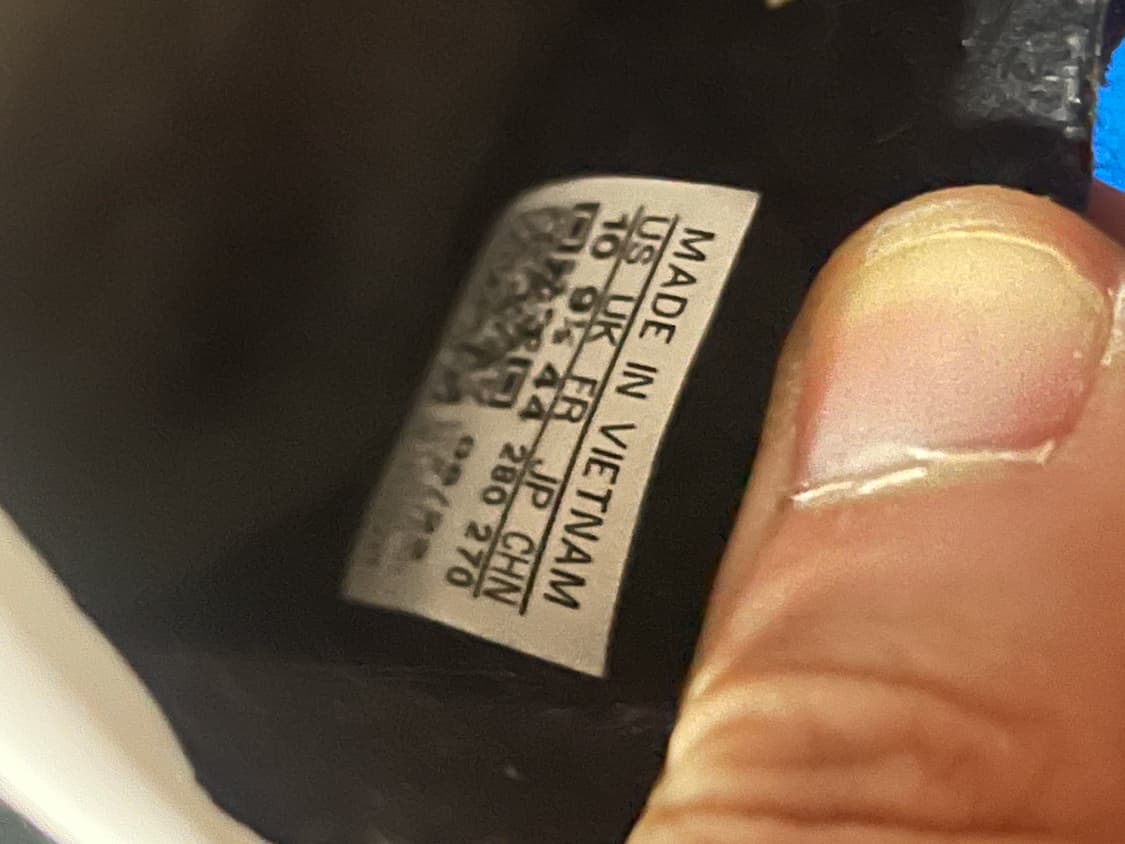 MADE IN VIETNAM
US UK FR JP CHN
10 9½ 44 280 270